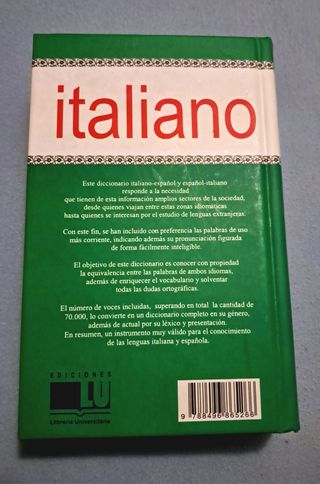 italiano
Este diccionario italiano-español y español-italiano
responde a la necesidad
que tienen de esta información amplios sectores de la sociedad,
desde quienes viajan entre estas zonas idiomáticas
hasta quienes se interesan por el estudio de lenguas extranjeras.
Con este fin, se han incluido con preferencia las palabras de uso
más corriente, indicando además su pronunciación figurada
de forma fácilmente inteligible.
El objetivo de este diccionario es conocer con propiedad
la equivalencia entre las palabras de ambos idiomas,
además de enriquecer el vocabulario y solventar
todas las dudas ortográficas.
El número de voces incluidas, superando en total la cantidad de
70.000, lo convierte en un diccionario completo en su género,
además de actual por su léxico y presentación.
En resumen, un instrumento muy válido para el conocimiento
de las lenguas italiana y española.
EDICIONES
LU
Librería Universitaria
9 788496 865266